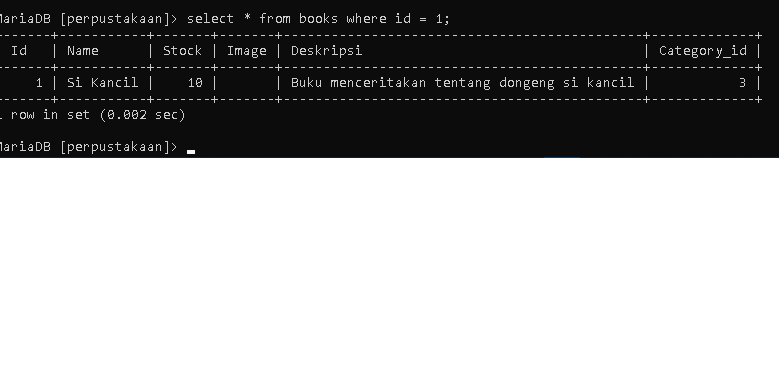 MariaDB [perpustakaan]> select * from books where id = 1;
------+-----------+-------+-------+--------------------------------------------+-------------+
 Id   | Name      | Stock | Image | Deskripsi                                  | Category_id |
------+-----------+-------+-------+--------------------------------------------+-------------+
    1 | Si Kancil |    10 |       | Buku menceritakan tentang dongeng si kancil |           3 |
------+-----------+-------+-------+--------------------------------------------+-------------+
1 row in set (0.002 sec)
MariaDB [perpustakaan]> _